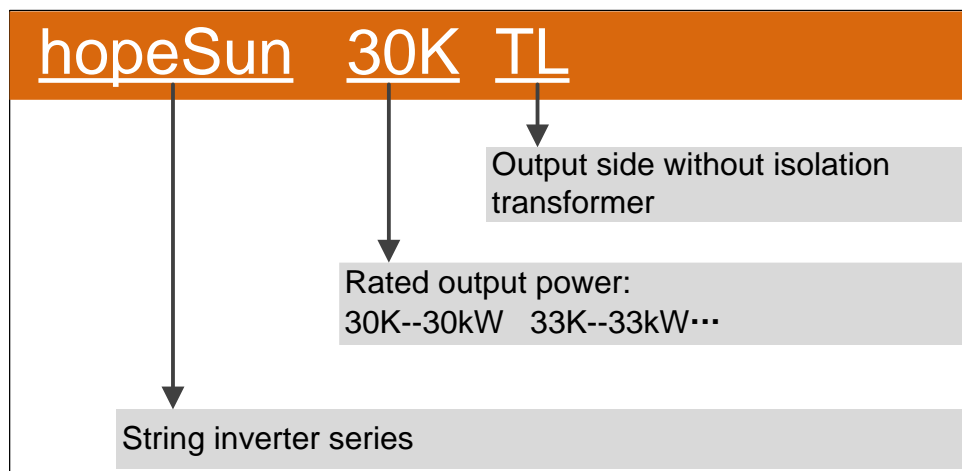 hopeSun 30K TL
Output side without isolation
transformer
Rated output power:
30K--30kW 33K--33kW···
String inverter series